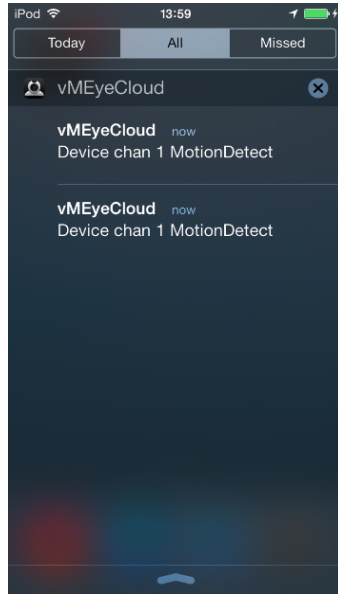 iPod 13:59
Today All Missed
vMEyeCloud
vMEyeCloud now
Device chan 1 MotionDetect
vMEyeCloud now
Device chan 1 MotionDetect